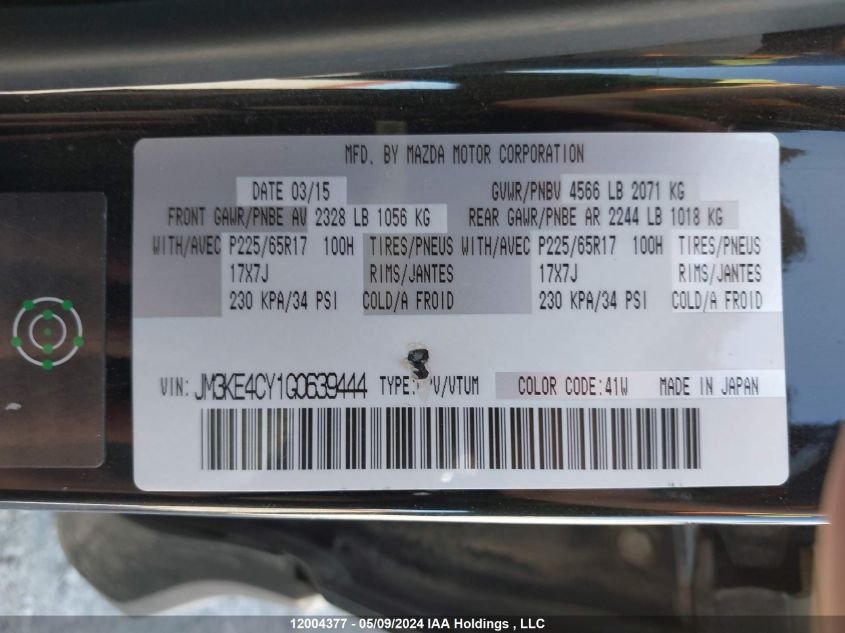 MFD. BY MAZDA MOTOR CORPORATION
DATE 03/15 GVWR/PNBV 4566 LB 2071 KG
FRONT GAWR/PNBE AV 2328 LB 1056 KG REAR GAWR/PNBE AR 2244 LB 1018 KG
WITH/AVEC P225/65R17 100H TIRES/PNEUS WITH/AVEC P225/65R17 100H TIRES/PNEUS
17X7J RIMS/JANTES 17X7J RIMS/JANTES
230 KPA/34 PSI COLD/A FROID 230 KPA/34 PSI COLD/A FROID
VIN: JM3KE4CY1G0639444 TYPE: V/VTUM COLOR CODE:41W MADE IN JAPAN
12004377 - 05/09/2024 IAA Holdings , LLC